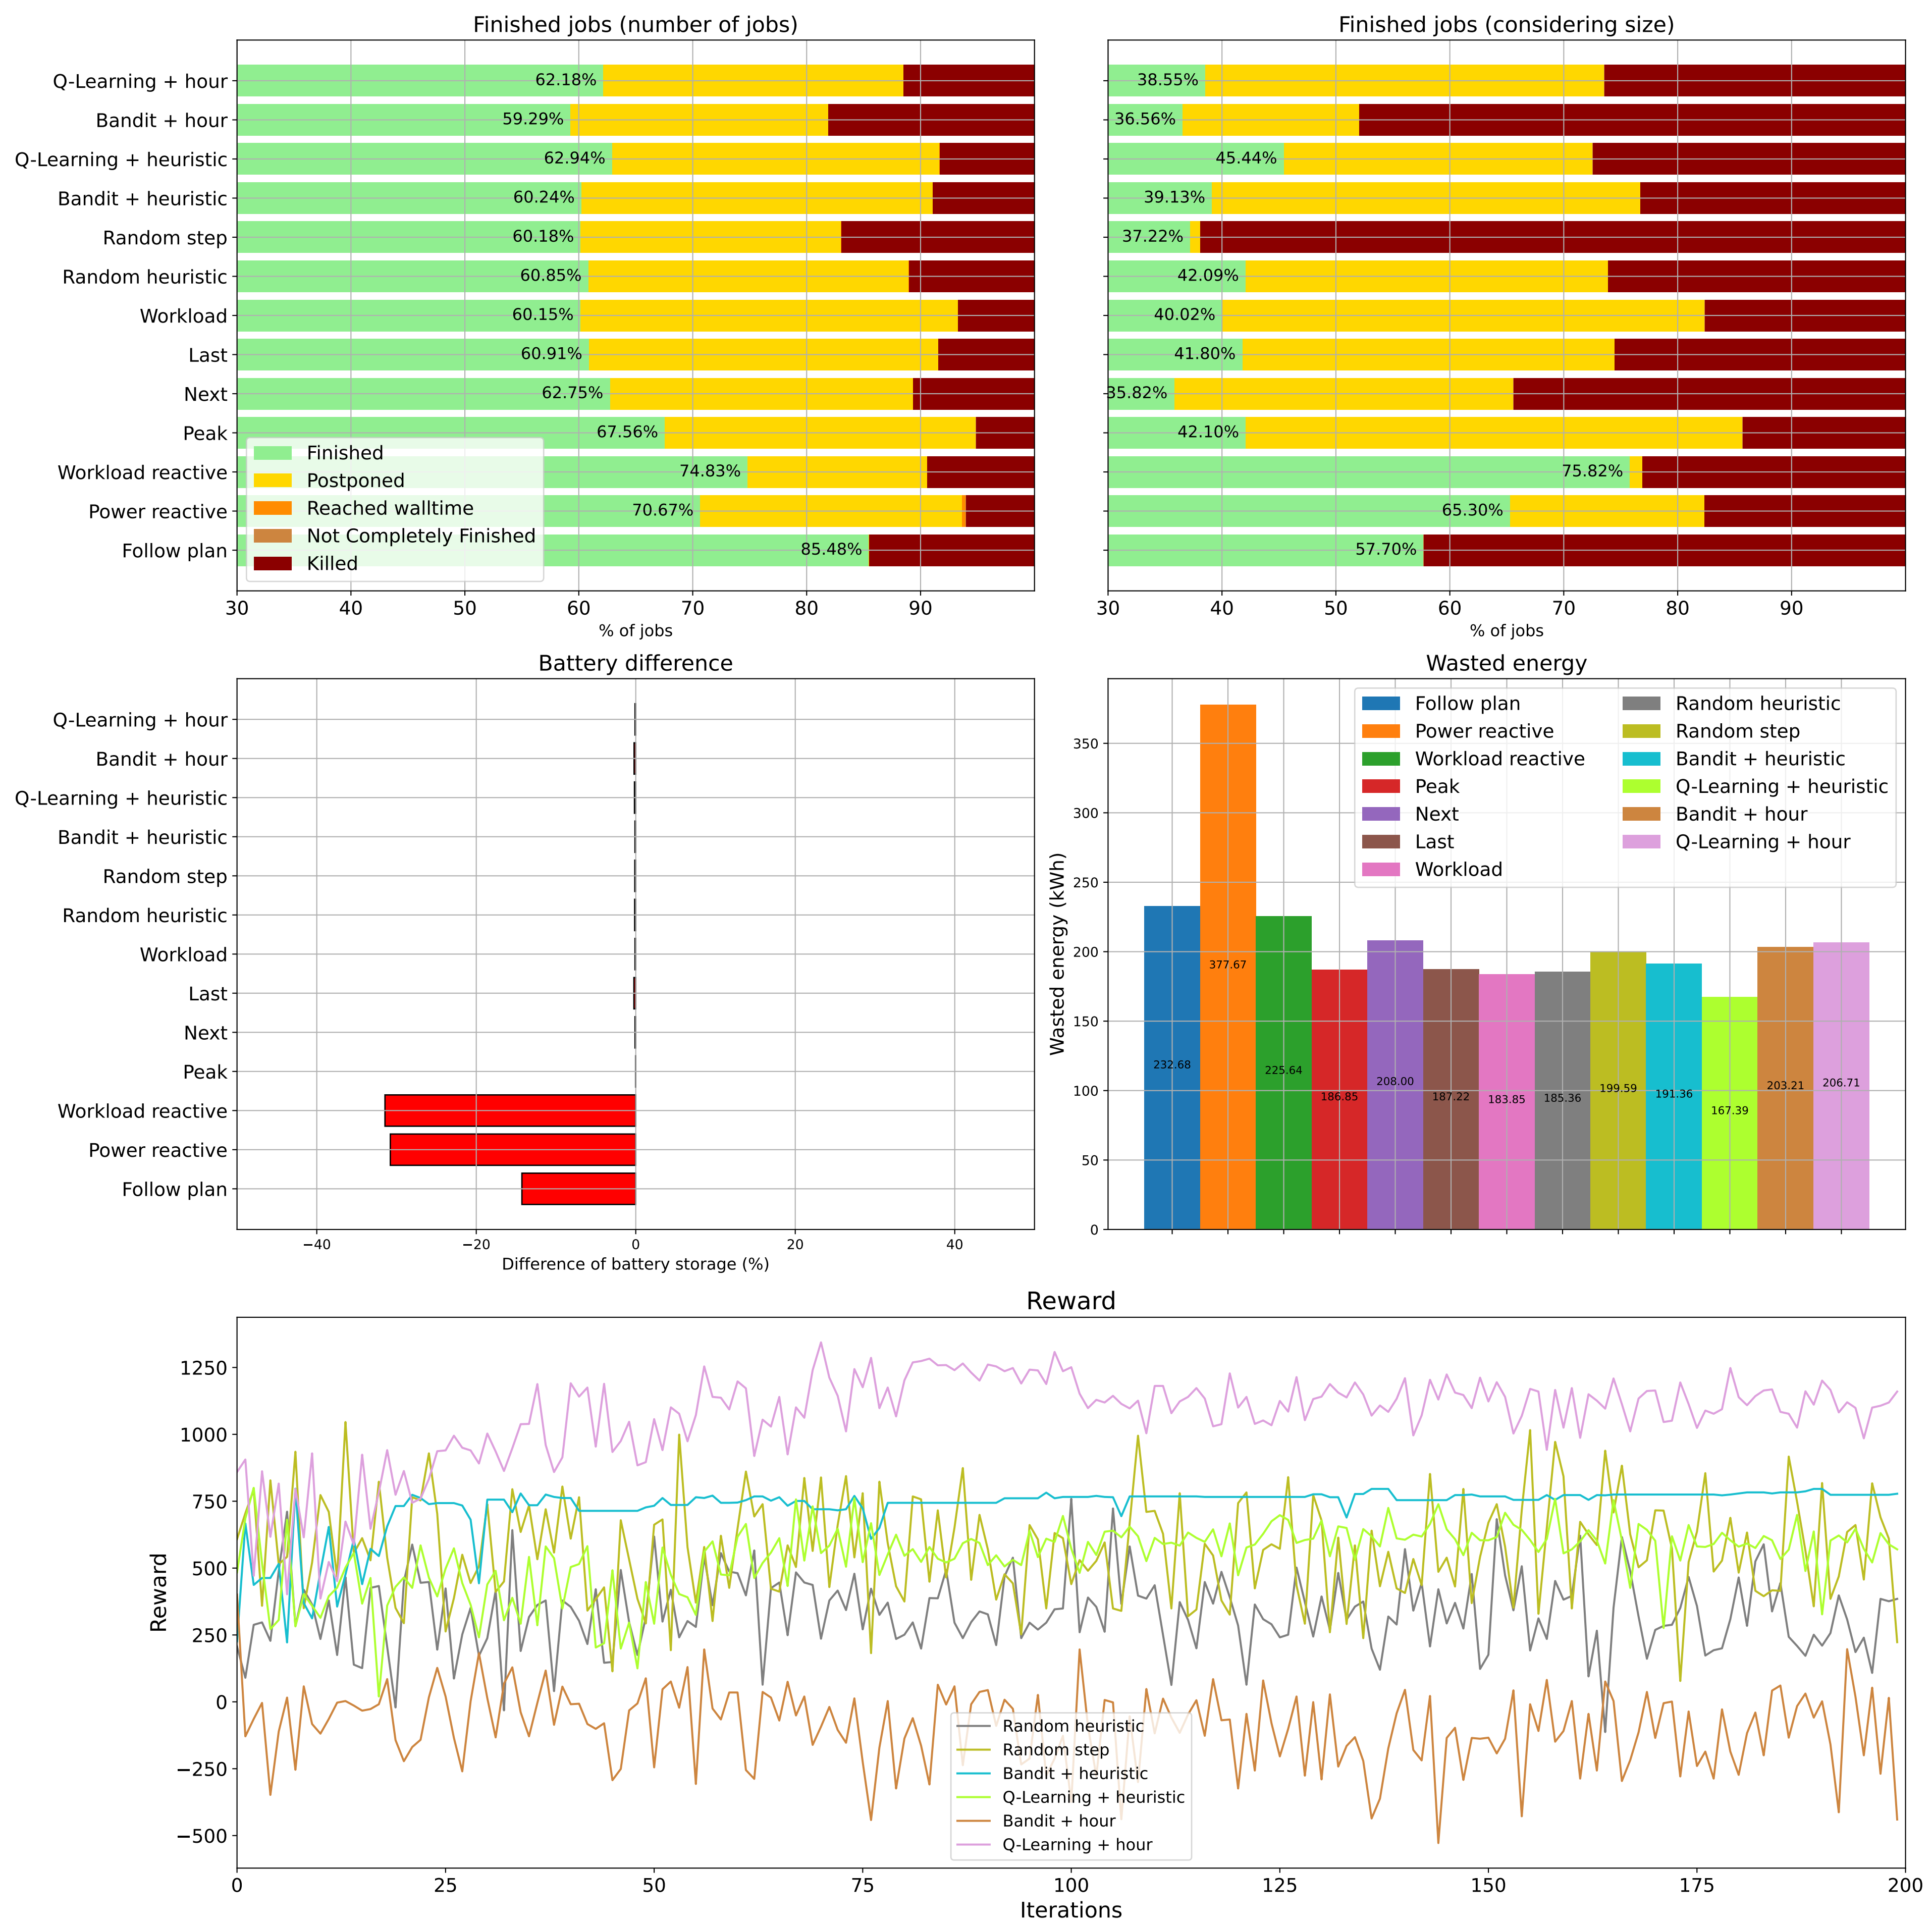 Finished jobs (number of jobs)
Q-Learning + hour
Bandit + hour
Q-Learning + heuristic
Bandit + heuristic
Random step
Random heuristic
Workload
Last
Next
Peak
Workload reactive
Power reactive
Follow plan
62.18%
59.29%
62.94%
60.24%
60.18%
60.85%
60.15%
60.91%
62.75%
67.56%
74.83%
70.67%
85.48%
Finished
Postponed
Reached walltime
Not Completely Finished
Killed
30 40 50 60 70 80 90
% of jobs
Finished jobs (considering size)
38.55%
36.56%
45.44%
39.13%
37.22%
42.09%
40.02%
41.80%
35.82%
42.10%
75.82%
65.30%
57.70%
30 40 50 60 70 80 90
% of jobs
Battery difference
Q-Learning + hour
Bandit + hour
Q-Learning + heuristic
Bandit + heuristic
Random step
Random heuristic
Workload
Last
Next
Peak
Workload reactive
Power reactive
Follow plan
−40 −20 0 20 40
Difference of battery storage (%)
Wasted energy
Wasted energy (kWh)
350
300
250
200
150
100
50
0
Follow plan
Power reactive
Workload reactive
Peak
Next
Last
Workload
Random heuristic
Random step
Bandit + heuristic
Q-Learning + heuristic
Bandit + hour
Q-Learning + hour
232.68
377.67
225.64
186.85
208.00
187.22
183.85
185.36
199.59
191.36
167.39
203.21
206.71
Reward
Reward
1250
1000
750
500
250
0
−250
−500
Random heuristic
Random step
Bandit + heuristic
Q-Learning + heuristic
Bandit + hour
Q-Learning + hour
0 25 50 75 100 125 150 175 200
Iterations